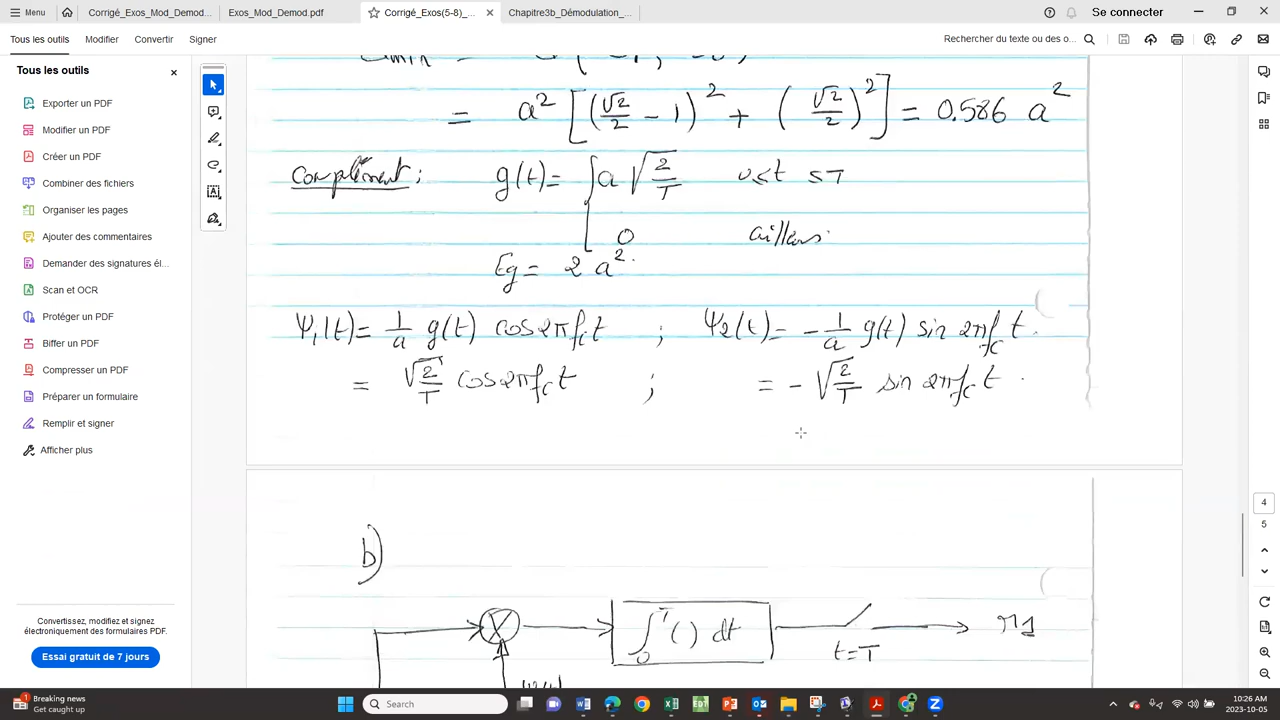 Menu
Corrigé_Exos_Mod_Demod...
Exos_Mod_Demod.pdf
Corrigé_Exos(5-8)_...
Chapitre3b_Démodulation_...
Se connecter
Tous les outils
Modifier
Convertir
Signer
Rechercher du texte ou des o...
Tous les outils
Exporter un PDF
Modifier un PDF
Créer un PDF
Combiner des fichiers
Organiser les pages
Ajouter des commentaires
Demander des signatures él...
Scan et OCR
Protéger un PDF
Biffer un PDF
Compresser un PDF
Préparer un formulaire
Remplir et signer
Afficher plus
Convertissez, modifiez et signez
électroniquement des formulaires PDF.
Essai gratuit de 7 jours
= a² [(√2/2 - 1)² + (√2/2)²] = 0.586 a²
Complément : g(t) = { a √(2/T) 0≤t≤T
0 ailleurs.
Eg = 2 a².
Ψ1(t) = 1/a g(t) cos2πfct ; Ψ2(t) = - 1/a g(t) sin 2πfc t.
= √(2/T) cos2πfct ; = - √(2/T) sin 2πfct.
b)
∫₀ᵀ ( ) dt
t=T
r1
4
5
1
Breaking news
Get caught up
Search
10:26 AM
2023-10-05